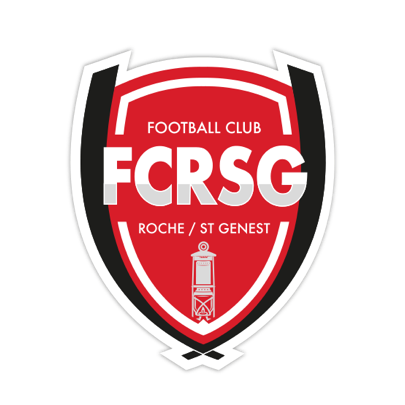 FOOTBALL CLUB
FCRSG
ROCHE / ST GENEST